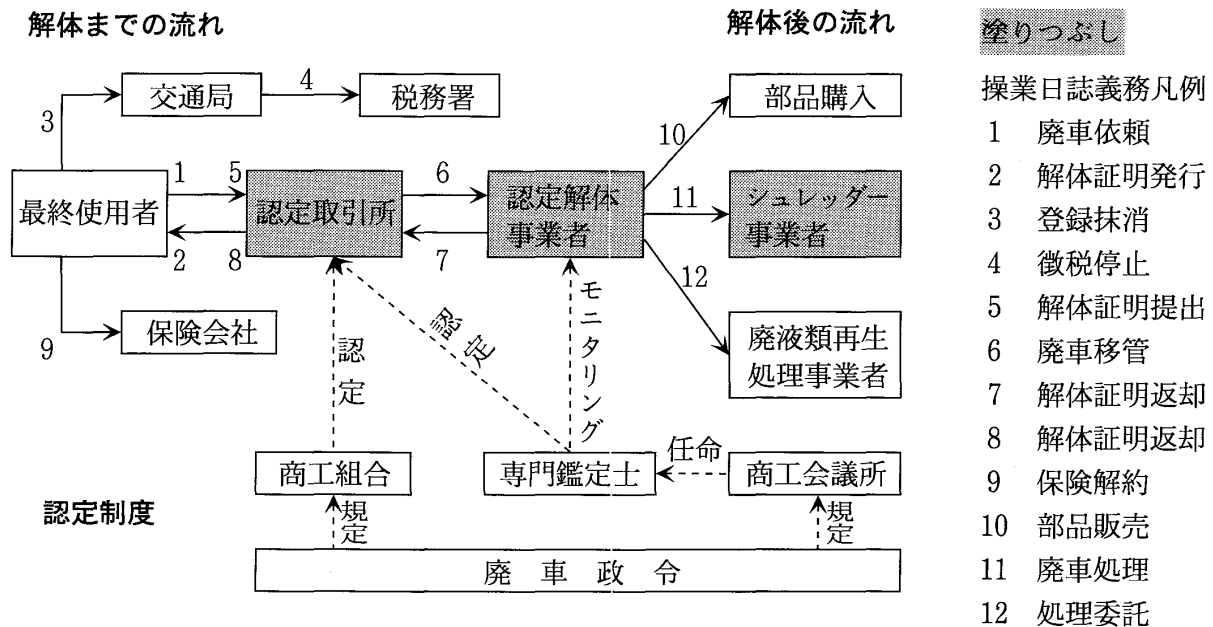 解体までの流れ
解体後の流れ
塗りつぶし
交通局
4
税務署
部品購入
操業日誌義務凡例
3
10
1 廃車依頼
最終使用者
1
5
認定取引所
6
認定解体
事業者
11
シュレッダー
事業者
2
8
7
12
2 解体証明発行
3 登録抹消
4 徴税停止
5 解体証明提出
6 廃車移管
7 解体証明返却
8 解体証明返却
9 保険解約
10 部品販売
11 廃車処理
12 処理委託
9
保険会社
認定
認定
モニタリング
廃液類再生
処理事業者
商工組合
専門鑑定士
任命
商工会議所
認定制度
規定
規定
廃車政令